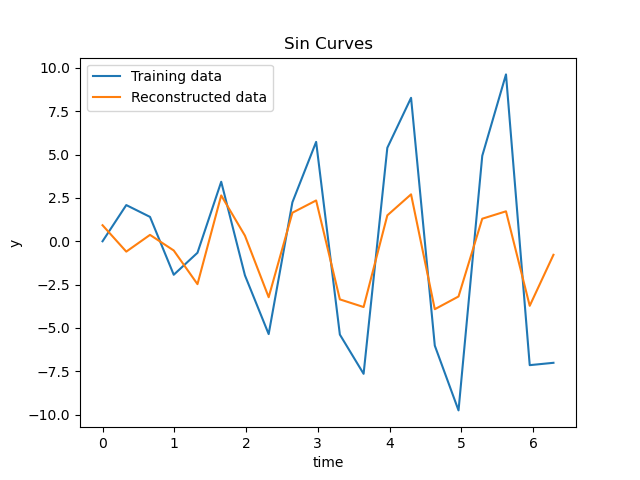 Sin Curves
Training data
Reconstructed data
10.0
7.5
5.0
2.5
0.0
−2.5
−5.0
−7.5
−10.0
y
0 1 2 3 4 5 6
time